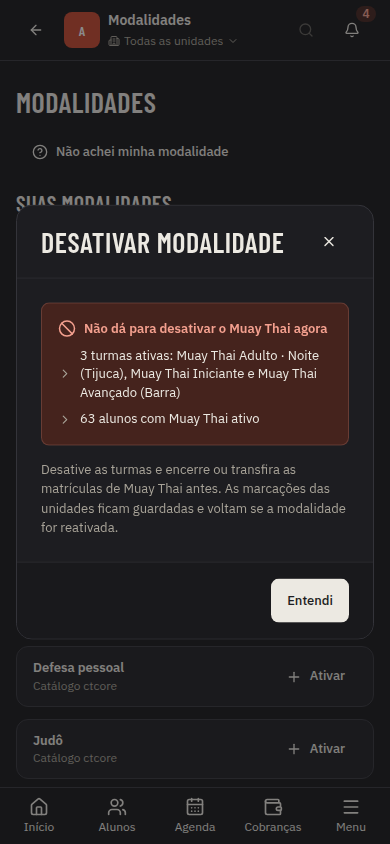 A
Modalidades
Todas as unidades
4
MODALIDADES
Não achei minha modalidade
SUAS MODALIDADES
DESATIVAR MODALIDADE
Não dá para desativar o Muay Thai agora
3 turmas ativas: Muay Thai Adulto · Noite
(Tijuca), Muay Thai Iniciante e Muay Thai
Avançado (Barra)
63 alunos com Muay Thai ativo
Desative as turmas e encerre ou transfira as
matrículas de Muay Thai antes. As marcações das
unidades ficam guardadas e voltam se a modalidade
for reativada.
Entendi
Defesa pessoal
Catálogo ctcore
Ativar
Judô
Catálogo ctcore
Ativar
Início
Alunos
Agenda
Cobranças
Menu